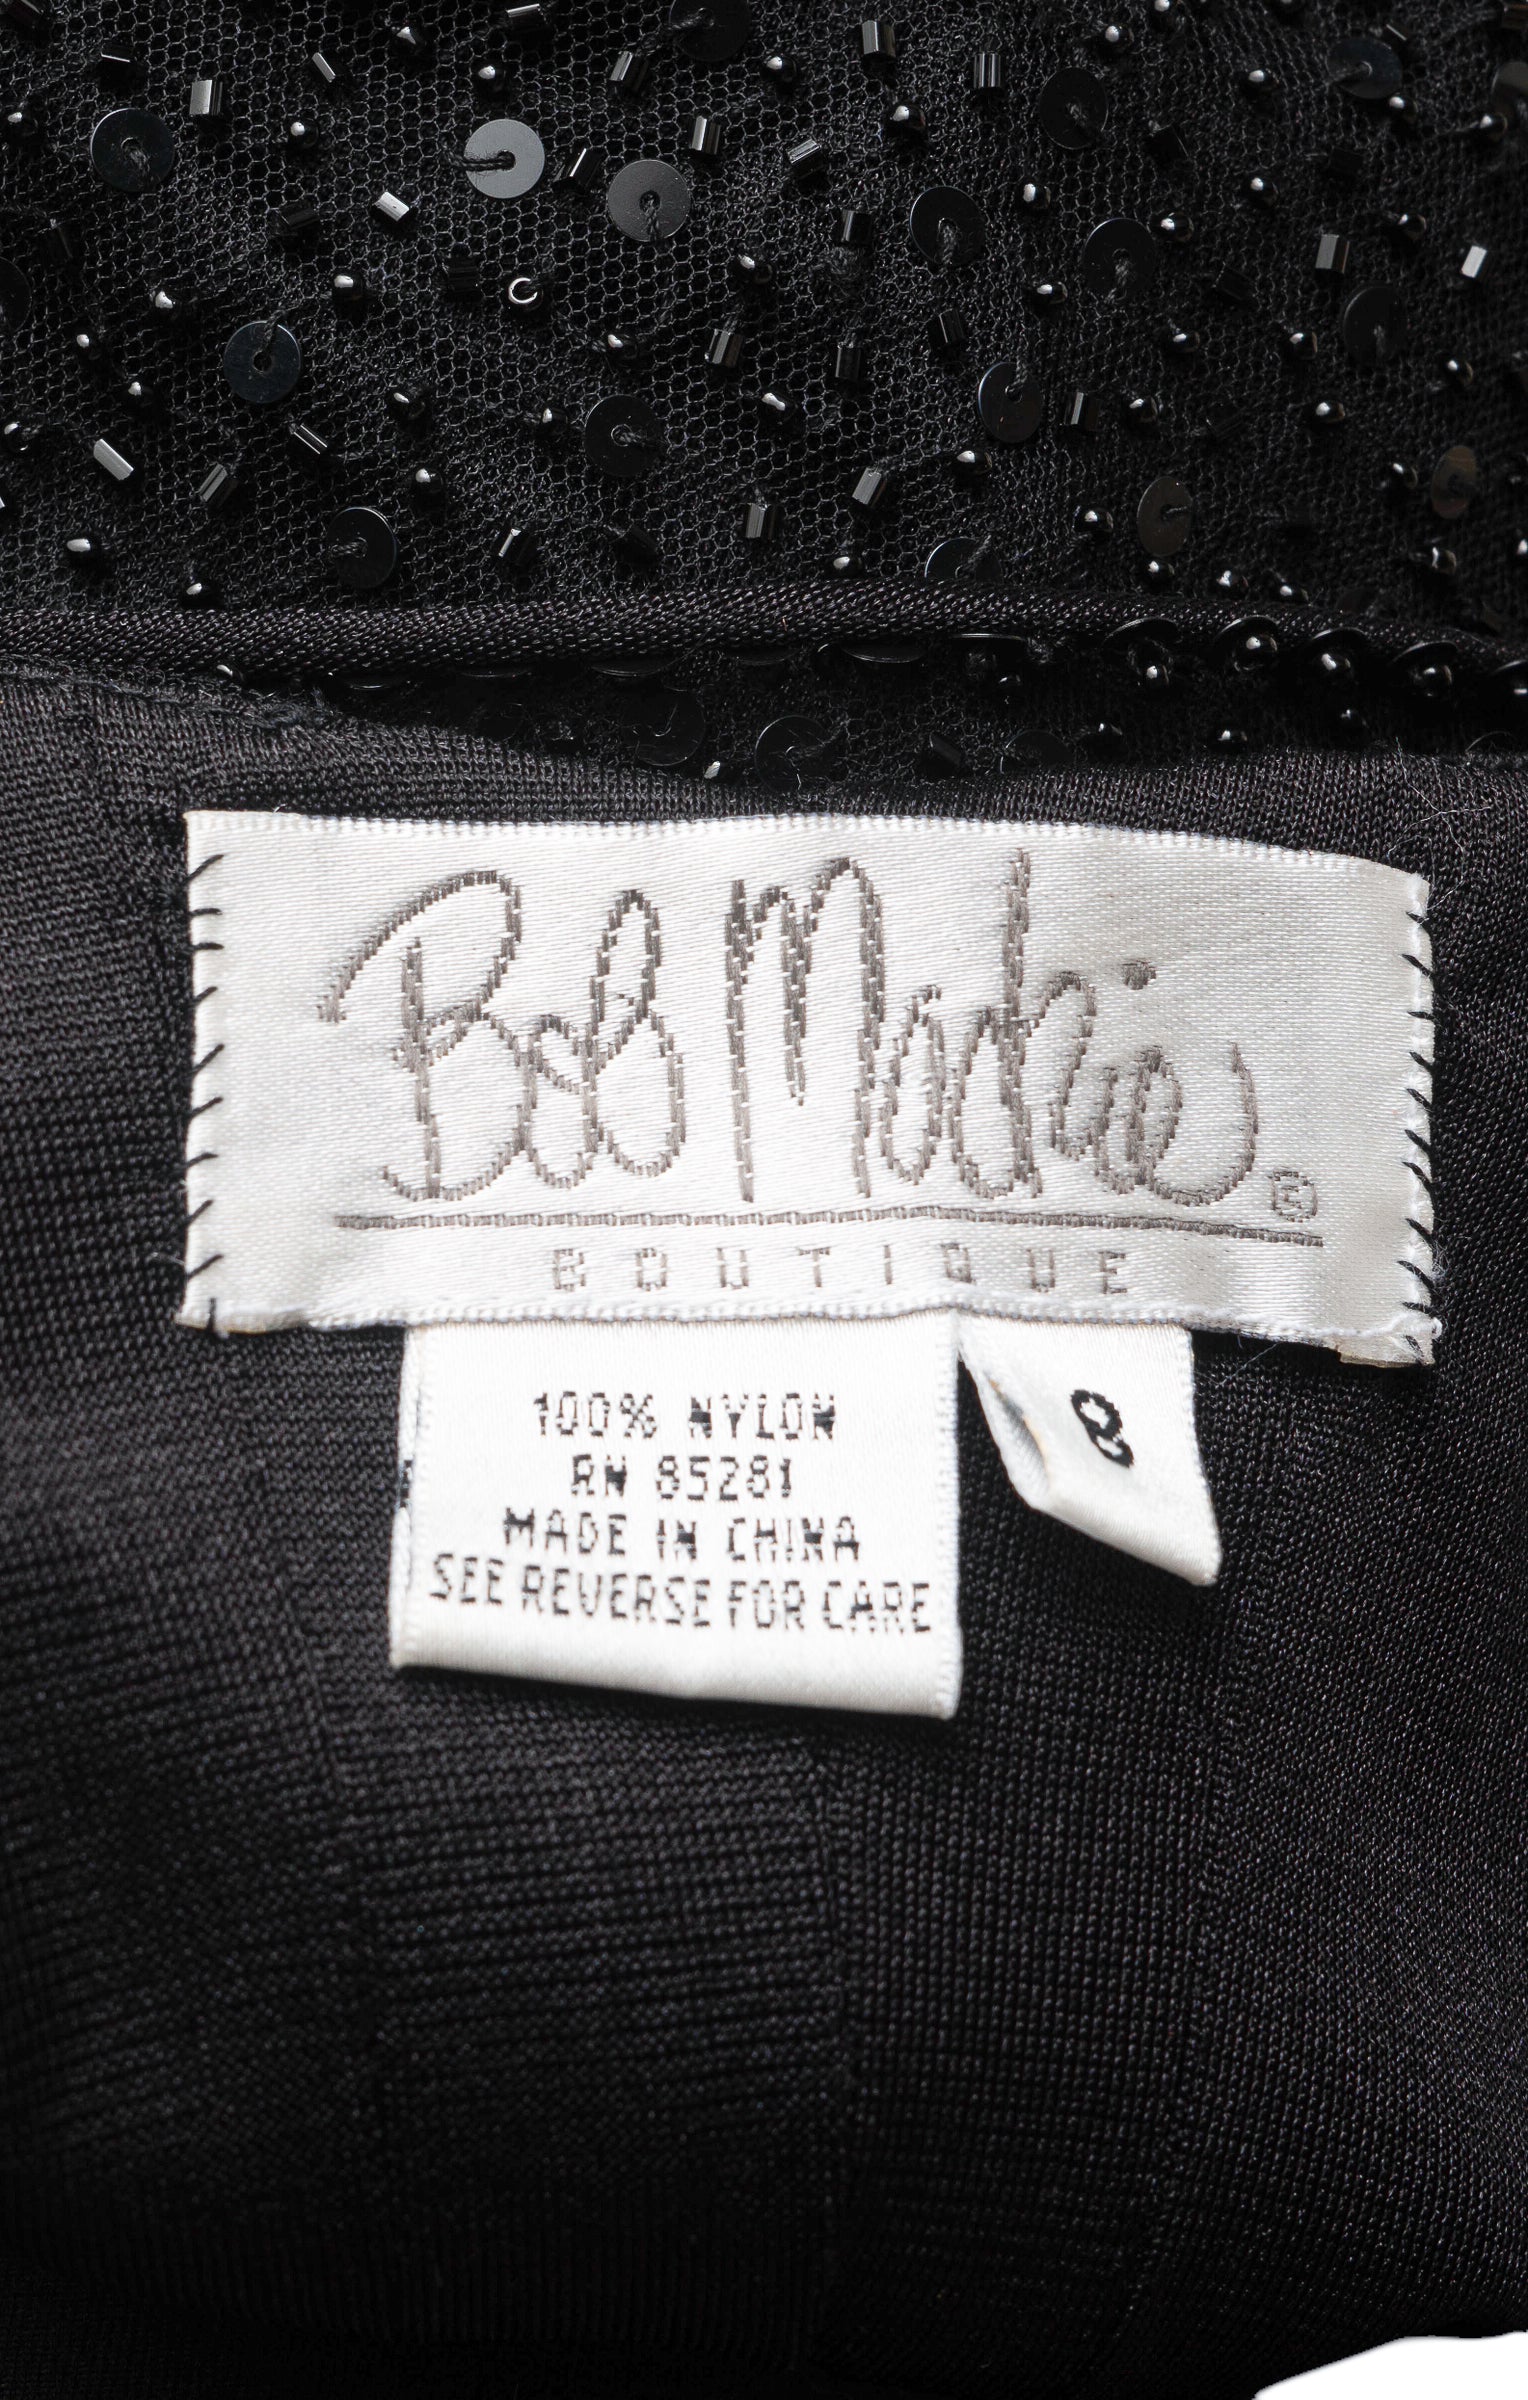 Bob Mackie®
BOUTIQUE
100% NYLON
RN 85281
MADE IN CHINA
SEE REVERSE FOR CARE
8